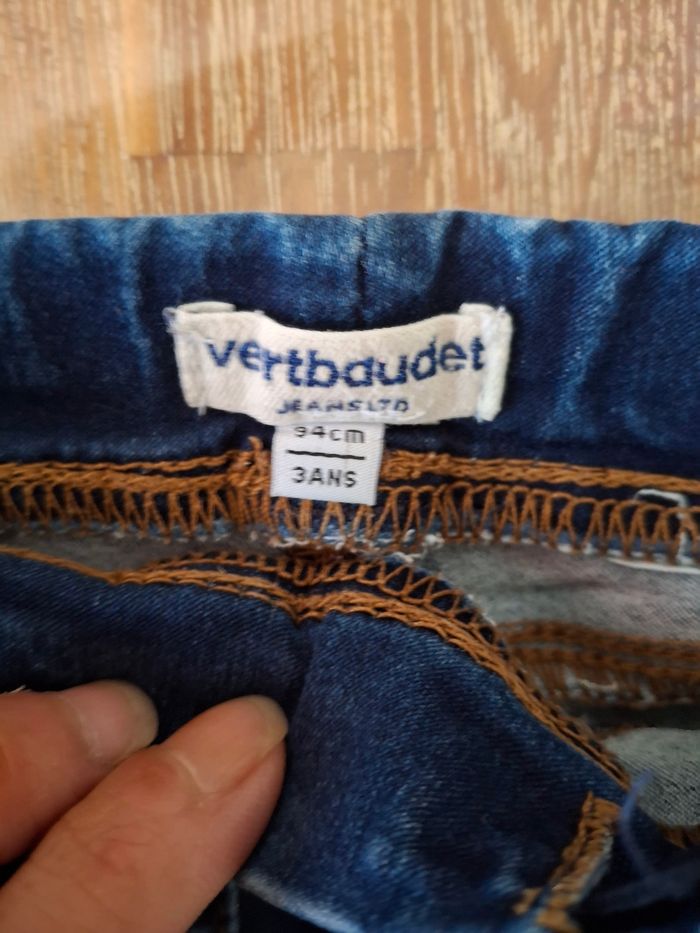 vertbaudet
JEANS LTD
94cm
3ANS